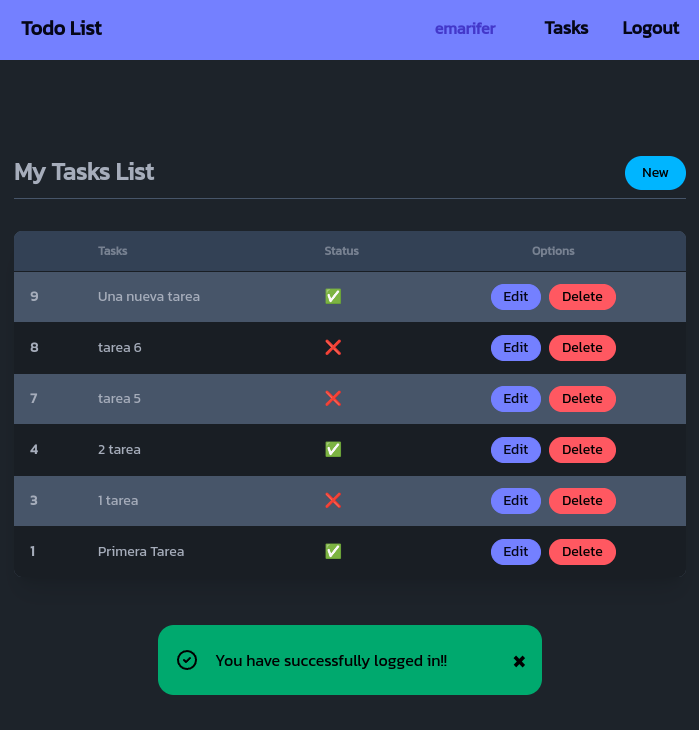 Todo List emarifer Tasks Logout
My Tasks List New
Tasks Status Options
9 Una nueva tarea ✅ Edit Delete
8 tarea 6 ❌ Edit Delete
7 tarea 5 ❌ Edit Delete
4 2 tarea ✅ Edit Delete
3 1 tarea ❌ Edit Delete
1 Primera Tarea ✅ Edit Delete
You have successfully logged in!! ✖